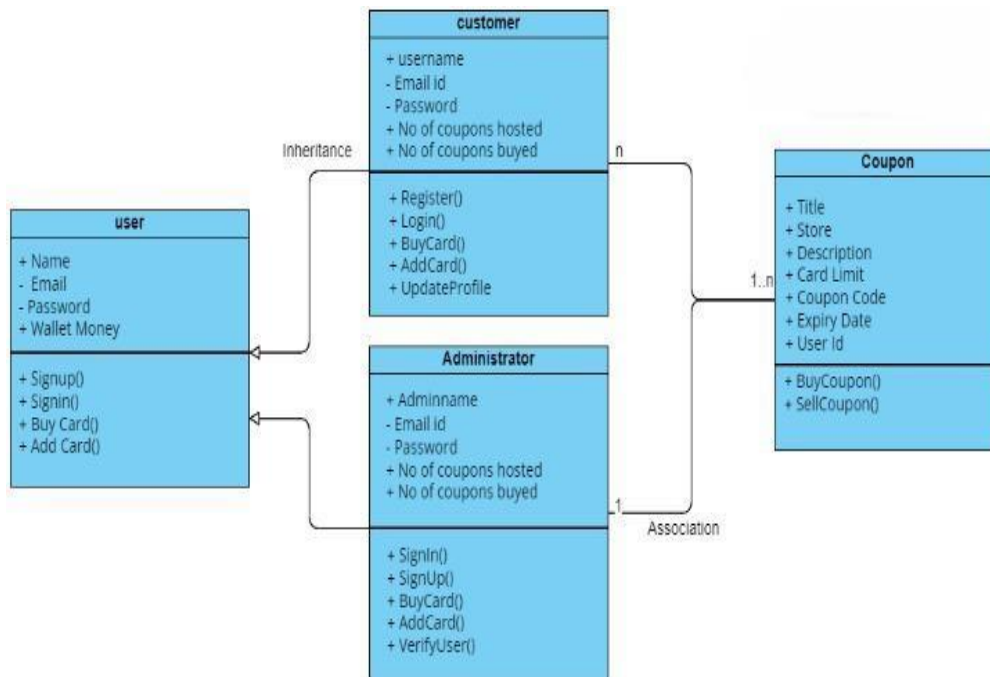 customer
+ username
- Email id
- Password
+ No of coupons hosted
+ No of coupons buyed
+ Register()
+ Login()
+ BuyCard()
+ AddCard()
+ UpdateProfile
Inheritance
user
+ Name
- Email
- Password
+ Wallet Money
+ Signup()
+ Signin()
+ Buy Card()
+ Add Card()
Administrator
+ Adminname
- Email id
- Password
+ No of coupons hosted
+ No of coupons buyed
+ SignIn()
+ SignUp()
+ BuyCard()
+ AddCard()
+ VerifyUser()
n
1..n
1
Association
Coupon
+ Title
+ Store
+ Description
+ Card Limit
+ Coupon Code
+ Expiry Date
+ User Id
+ BuyCoupon()
+ SellCoupon()